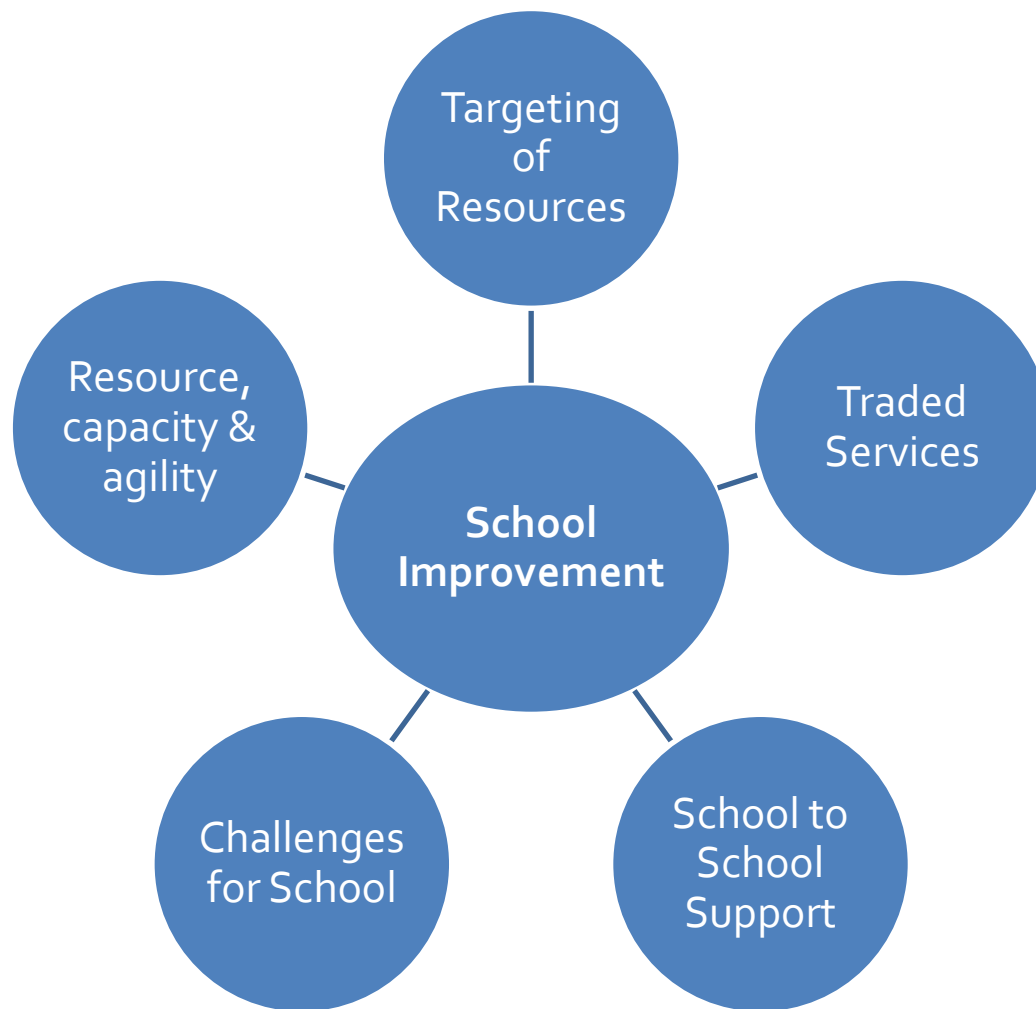 Targeting
of
Resources
Resource,
capacity &
agility
Traded
Services
School
Improvement
Challenges
for School
School to
School
Support